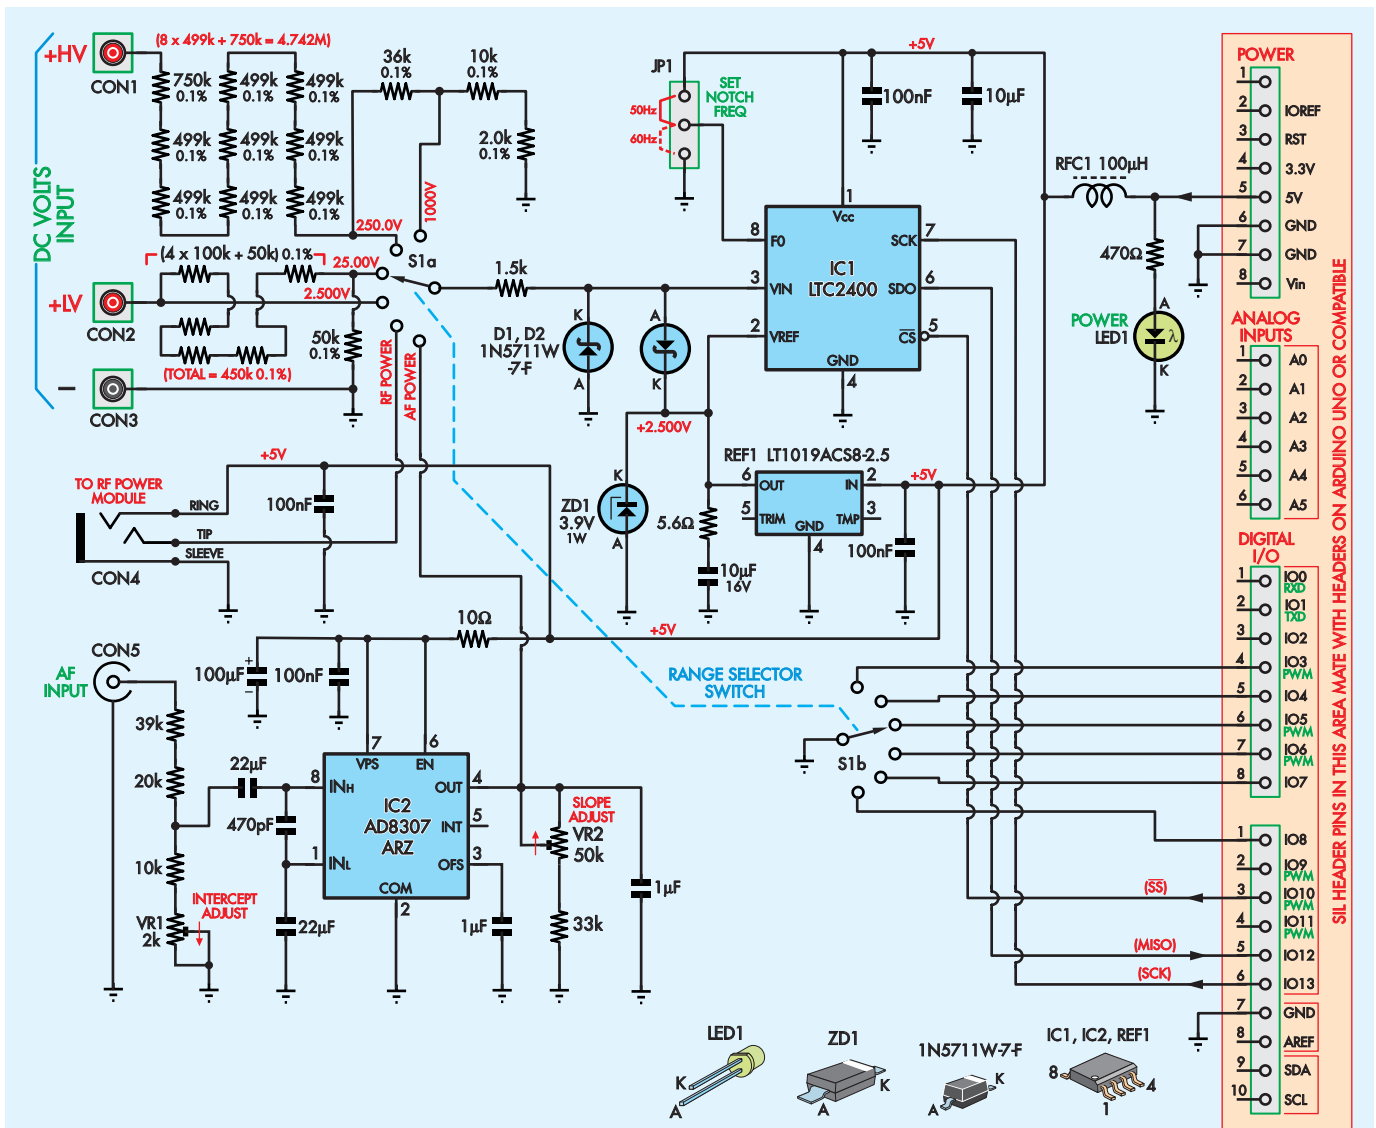 +HV
CON1
(8 x 499k + 750k = 4.742M)
750k
0.1%
499k
0.1%
499k
0.1%
499k
0.1%
499k
0.1%
499k
0.1%
499k
0.1%
499k
0.1%
499k
0.1%
36k
0.1%
10k
0.1%
2.0k
0.1%
1000V
250.0V
DC VOLTS
INPUT
(4 x 100k + 50k) 0.1%
25.00V
2.500V
S1a
+LV
CON2
50k
0.1%
(TOTAL = 450k 0.1%)
–
CON3
RF POWER
AF POWER
1.5k
K
D1, D2
1N5711W
-7-F
A
A
K
JP1
SET
NOTCH
FREQ
50Hz
60Hz
+5V
100nF
10µF
1
Vcc
8
F0
IC1
LTC2400
SCK
7
3
VIN
SDO
6
2
VREF
CS
5
GND
4
RFC1 100µH
470Ω
POWER
LED1
A
λ
K
+2.500V
REF1 LT1019ACS8-2.5
6
OUT
IN
2
+5V
5
TRIM
TMP
3
GND
4
100nF
K
ZD1
3.9V
1W
A
5.6Ω
10µF
16V
+5V
TO RF POWER
MODULE
RING
TIP
SLEEVE
CON4
100nF
10Ω
+5V
100µF
+
–
100nF
CON5
AF
INPUT
39k
20k
10k
VR1
2k
INTERCEPT
ADJUST
22µF
470pF
22µF
7
VPS
6
EN
8
INH
OUT
4
IC2
AD8307
ARZ
INT
5
1
INL
OFS
3
COM
2
1µF
SLOPE
ADJUST
VR2
50k
33k
1µF
RANGE SELECTOR
SWITCH
S1b
(SS)
(MISO)
(SCK)
POWER
1
2 IOREF
3 RST
4 3.3V
5 5V
6 GND
7 GND
8 Vin
ANALOG
INPUTS
1 A0
2 A1
3 A2
4 A3
5 A4
6 A5
DIGITAL
I/O
1 IO0
RXD
2 IO1
TXD
3 IO2
4 IO3
PWM
5 IO4
6 IO5
PWM
7 IO6
PWM
8 IO7
1 IO8
2 IO9
PWM
3 IO10
PWM
4 IO11
PWM
5 IO12
6 IO13
7 GND
8 AREF
9 SDA
10 SCL
SIL HEADER PINS IN THIS AREA MATE WITH HEADERS ON ARDUINO UNO OR COMPATIBLE
LED1
K
A
ZD1
K
A
1N5711W-7-F
K
A
IC1, IC2, REF1
8
4
1